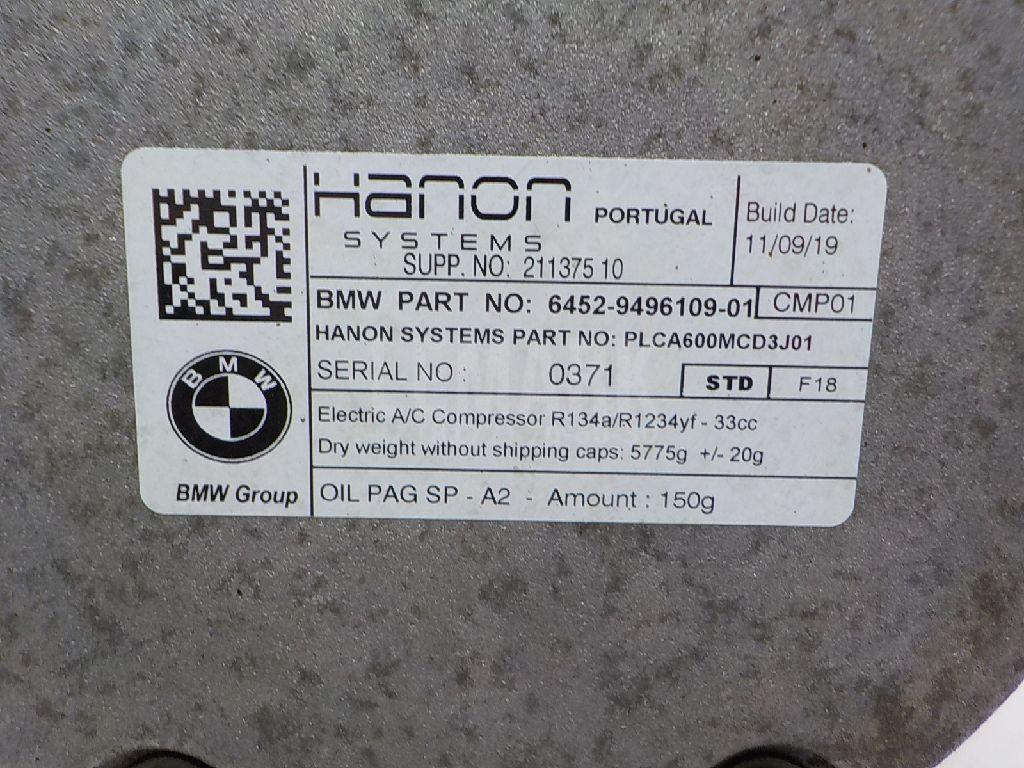 Hanon
SYSTEMS
PORTUGAL
SUPP. NO: 211375 10
Build Date:
11/09/19
BMW PART NO: 6452-9496109-01
CMP01
HANON SYSTEMS PART NO: PLCA600MCD3J01
SERIAL NO : 0371
STD
F18
Electric A/C Compressor R134a/R1234yf - 33cc
Dry weight without shipping caps: 5775g +/- 20g
OIL PAG SP - A2 - Amount : 150g
BMW
BMW Group